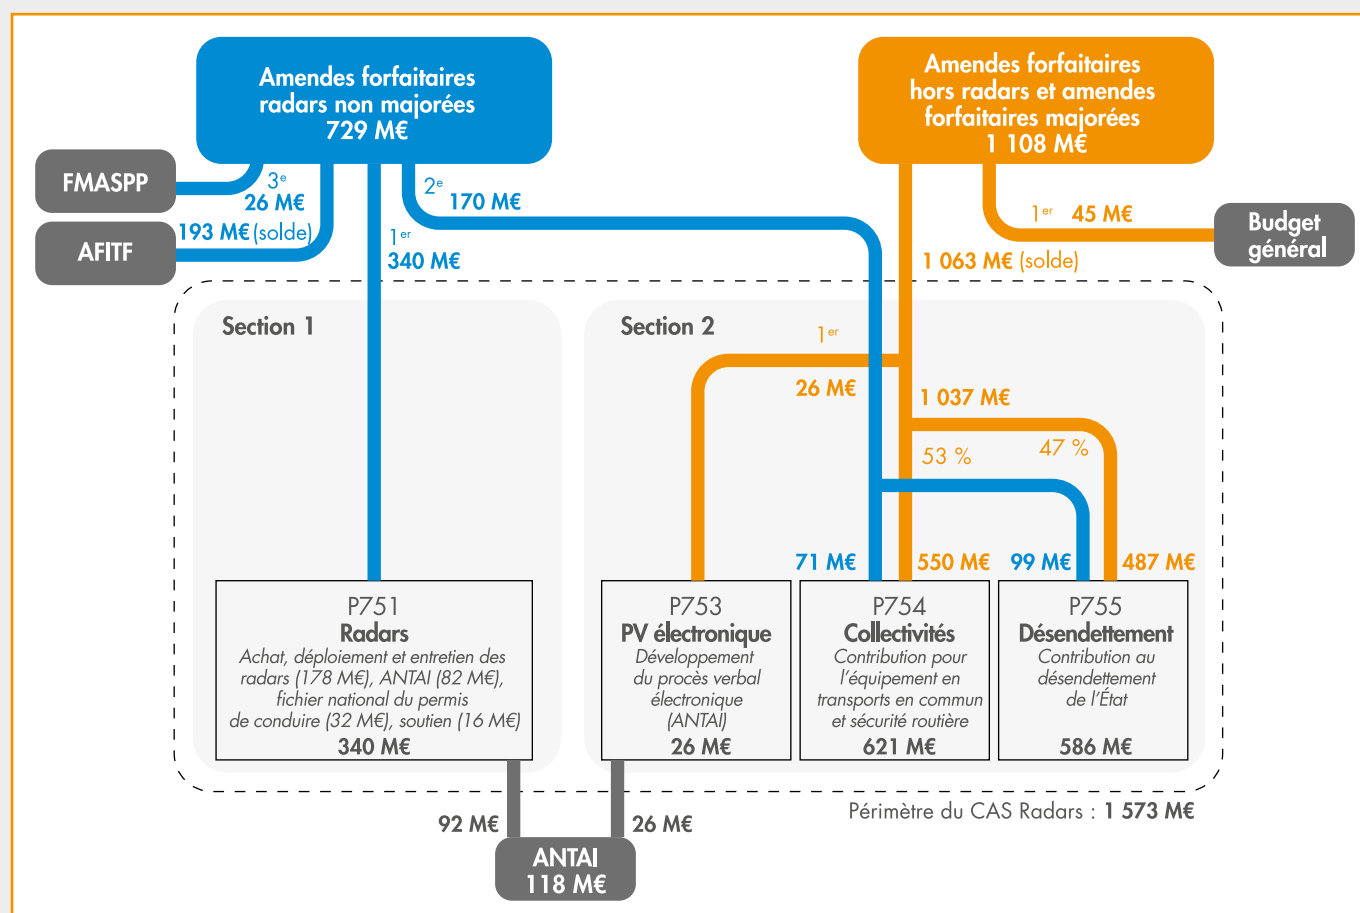 Amendes forfaitaires
radars non majorées
729 M€
Amendes forfaitaires
hors radars et amendes
forfaitaires majorées
1 108 M€
FMASPP
3e
26 M€
AFITF
193 M€ (solde)
1er
340 M€
2e
170 M€
1er 45 M€
Budget
général
1 063 M€ (solde)
Section 1
Section 2
1er
26 M€
1 037 M€
53 %
47 %
71 M€
550 M€
99 M€
487 M€
P751
Radars
Achat, déploiement et entretien des
radars (178 M€), ANTAI (82 M€),
fichier national du permis
de conduire (32 M€), soutien (16 M€)
340 M€
P753
PV électronique
Développement
du procès verbal
électronique
(ANTAI)
26 M€
P754
Collectivités
Contribution pour
l'équipement en
transports en commun
et sécurité routière
621 M€
P755
Désendettement
Contribution au
désendettement
de l'État
586 M€
92 M€
26 M€
Périmètre du CAS Radars : 1 573 M€
ANTAI
118 M€